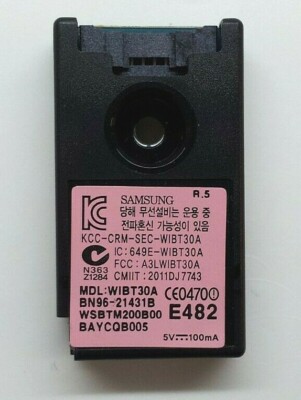 A.5
SAMSUNG
당해 무선설비는 운용 중
전파혼신 가능성이 있음
KCC-CRM-SEC-WIBT30A
IC: 649E-WIBT30A
FCC: A3LWIBT30A
CMIIT: 2011DJ7743
N363
Z1284
MDL: WIBT30A
BN96-21431B
CE0470!
WSBTM200B00
E482
BAYCQB005
5V⎓100mA